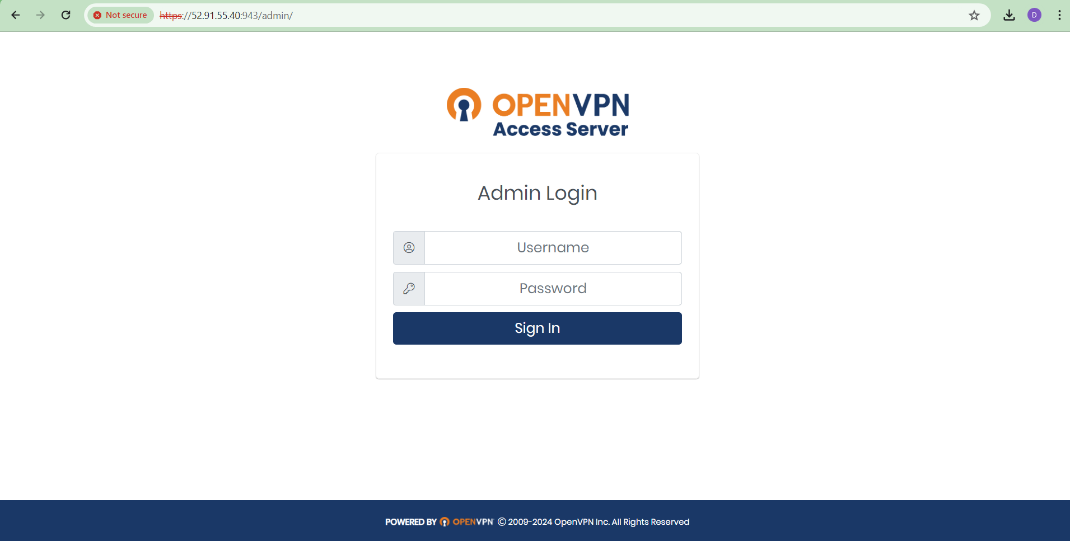 Not secure https://52.91.55.40:943/admin/ D
OPENVPN
Access Server
Admin Login
Username
Password
Sign In
POWERED BY OPENVPN © 2009-2024 OpenVPN Inc. All Rights Reserved